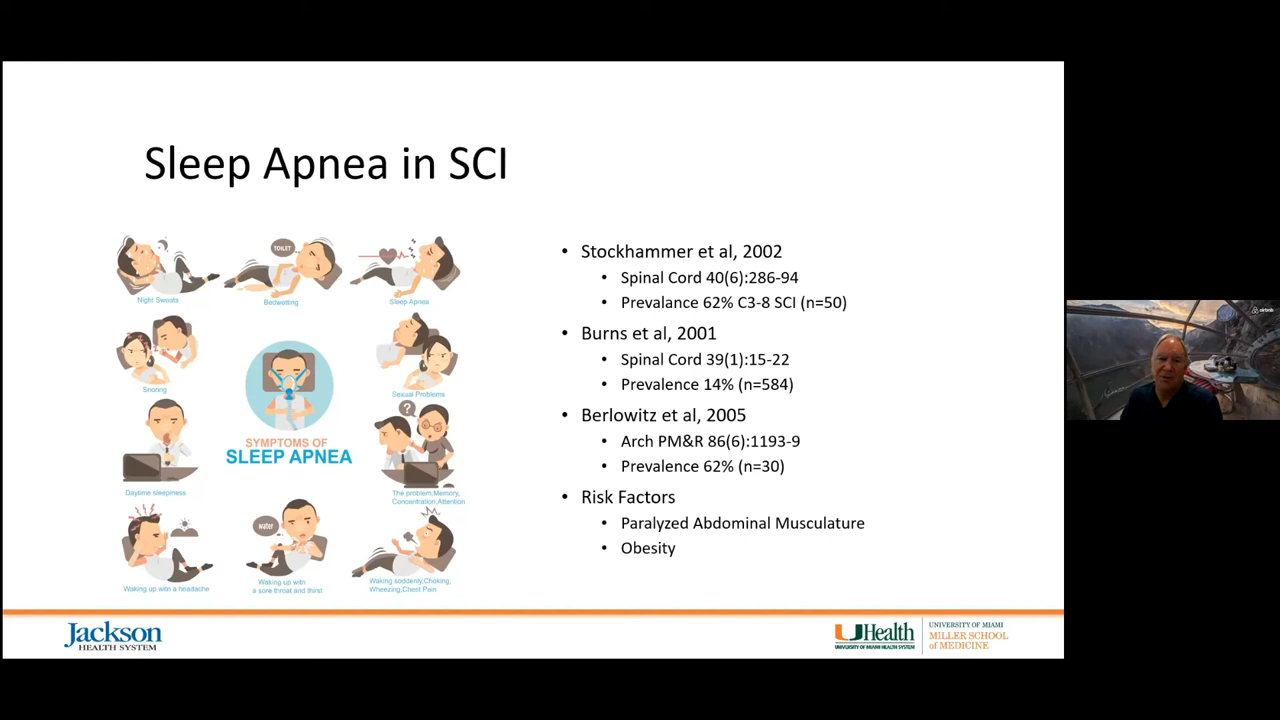 Sleep Apnea in SCI
TOILET
Night Sweats
Bedwetting
Sleep Apnea
Snoring
Sexual Problems
?
SYMPTOMS OF
SLEEP APNEA
Daytime sleepiness
The problem,Memory,
Concentration,Attention
water
Waking up with a headache
Waking up with
a sore throat and thirst
Waking suddenly,Choking,
Wheezing,Chest Pain
• Stockhammer et al, 2002
• Spinal Cord 40(6):286-94
• Prevalance 62% C3-8 SCI (n=50)
• Burns et al, 2001
• Spinal Cord 39(1):15-22
• Prevalence 14% (n=584)
• Berlowitz et al, 2005
• Arch PM&R 86(6):1193-9
• Prevalence 62% (n=30)
• Risk Factors
• Paralyzed Abdominal Musculature
• Obesity
airbnb
Jackson
HEALTH SYSTEM
UHealth
UNIVERSITY OF MIAMI HEALTH SYSTEM
UNIVERSITY OF MIAMI
MILLER SCHOOL
of MEDICINE